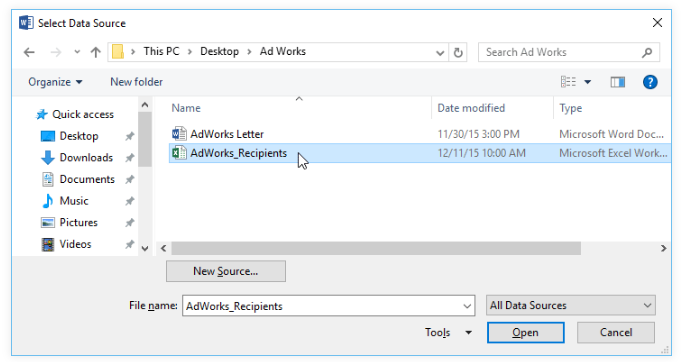 Select Data Source
This PC > Desktop > Ad Works
Search Ad Works
Organize
New folder
Name
Date modified
Type
Quick access
Desktop
Downloads
Documents
Music
Pictures
Videos
AdWorks Letter 11/30/15 3:00 PM Microsoft Word Doc...
AdWorks_Recipients 12/11/15 10:00 AM Microsoft Excel Work...
New Source...
File name: AdWorks_Recipients
All Data Sources
Tools
Open
Cancel